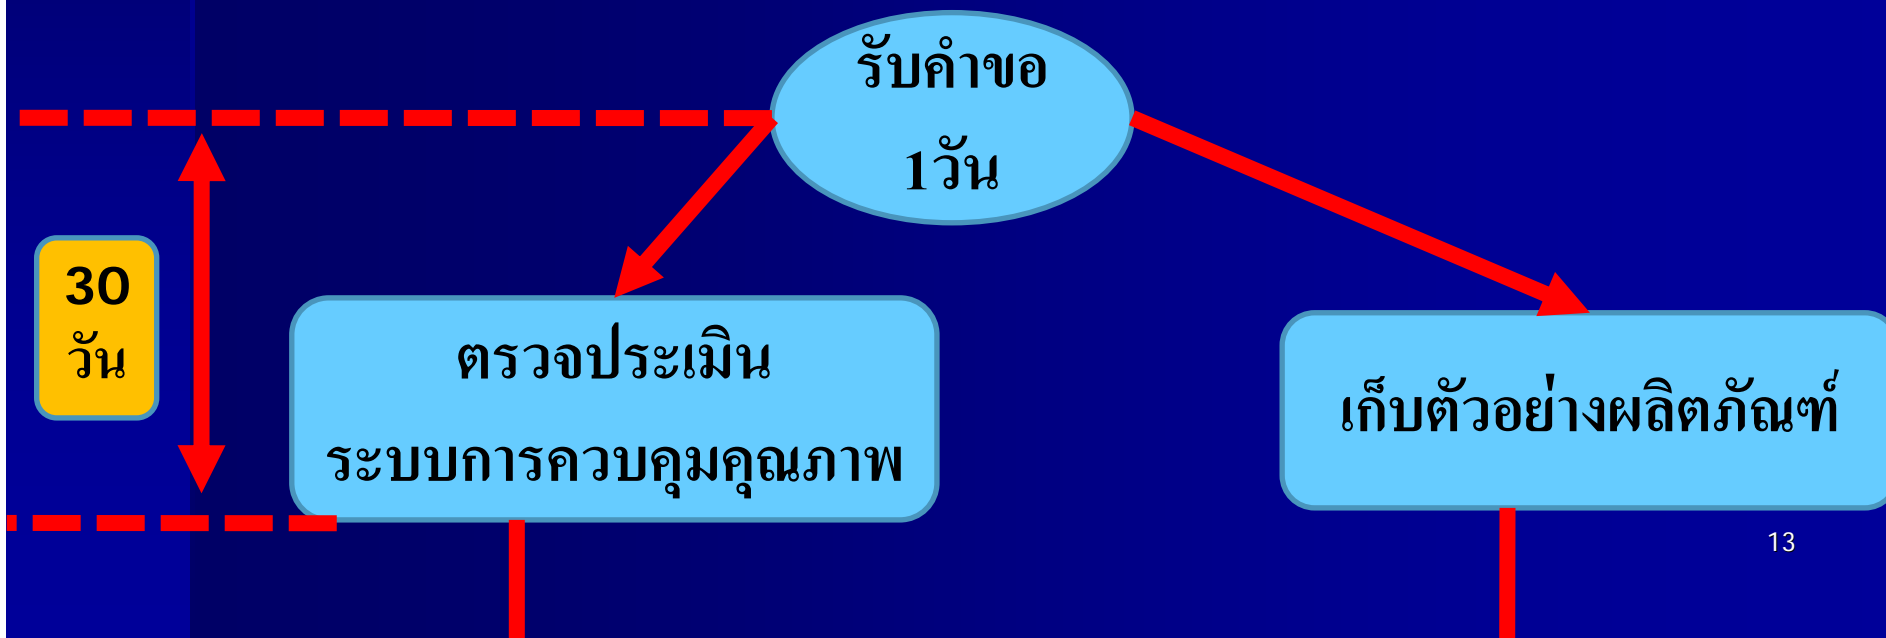 รับคำขอ
1วัน
30
วัน
ตรวจประเมิน
ระบบการควบคุมคุณภาพ
เก็บตัวอย่างผลิตภัณฑ์
13